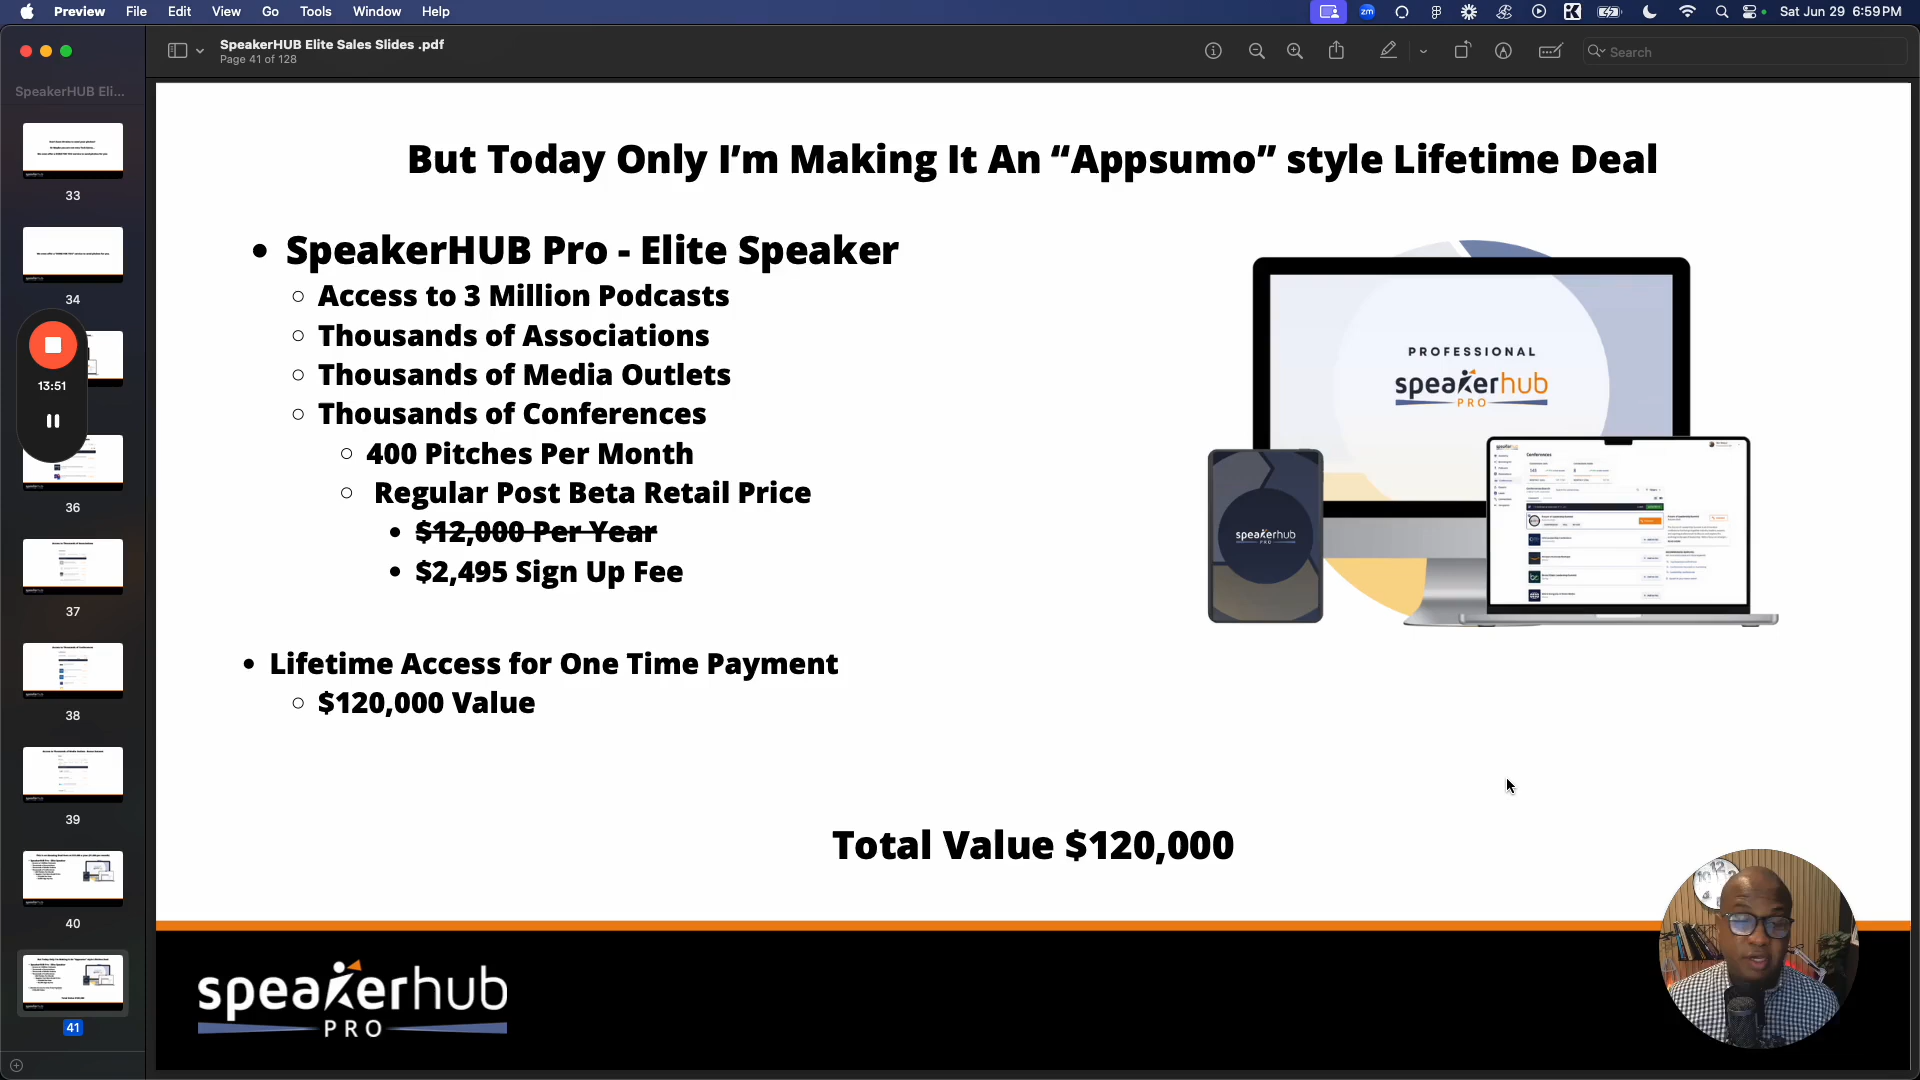 Preview File Edit View Go Tools Window Help
zm
Sat Jun 29 6:59 PM
SpeakerHUB Elite Sales Slides .pdf
Page 41 of 128
Search
SpeakerHUB Eli...
33
34
13:51
36
37
38
39
40
41
But Today Only I’m Making It An “Appsumo” style Lifetime Deal
• SpeakerHUB Pro - Elite Speaker
○ Access to 3 Million Podcasts
○ Thousands of Associations
○ Thousands of Media Outlets
○ Thousands of Conferences
○ 400 Pitches Per Month
○ Regular Post Beta Retail Price
• $12,000 Per Year
• $2,495 Sign Up Fee
• Lifetime Access for One Time Payment
○ $120,000 Value
PROFESSIONAL
speakerhub
PRO
speakerhub
PRO
Conferences
Total Value $120,000
speakerhub
PRO